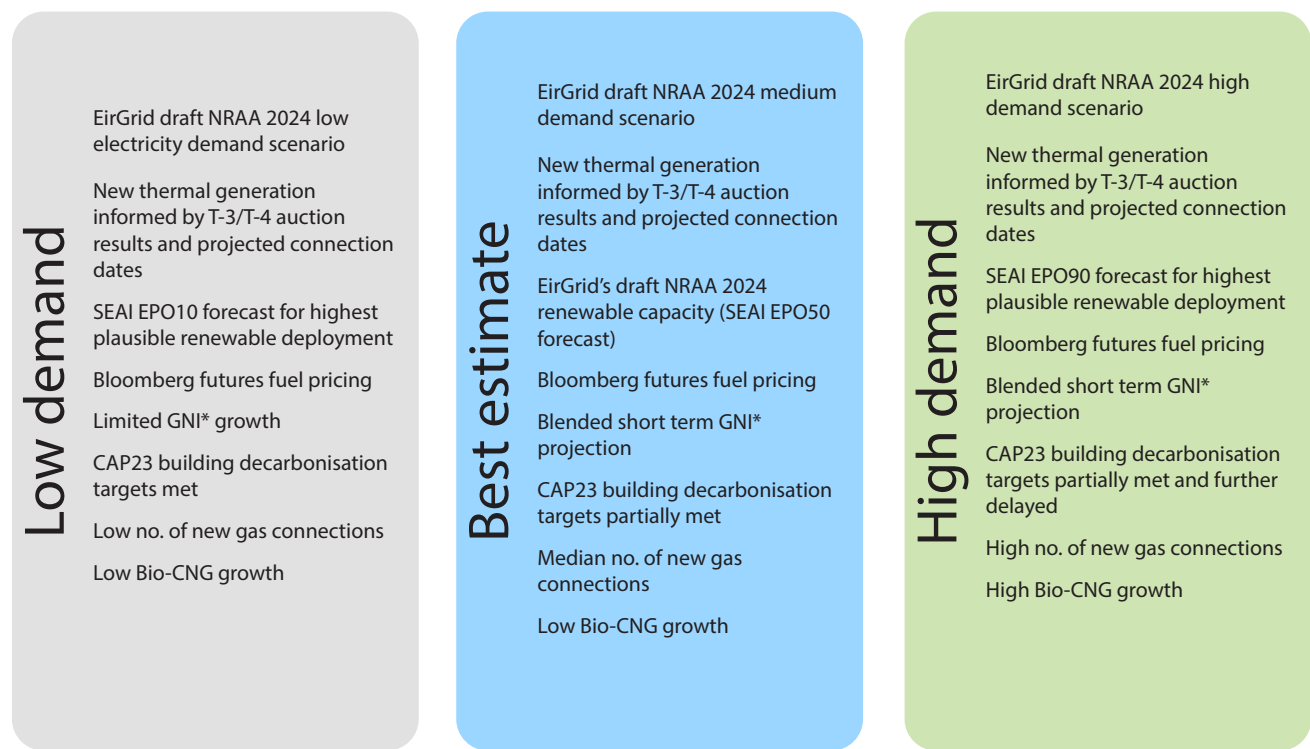 Low demand
EirGrid draft NRAA 2024 low
electricity demand scenario
New thermal generation
informed by T-3/T-4 auction
results and projected connection
dates
SEAI EPO10 forecast for highest
plausible renewable deployment
Bloomberg futures fuel pricing
Limited GNI* growth
CAP23 building decarbonisation
targets met
Low no. of new gas connections
Low Bio-CNG growth
Best estimate
EirGrid draft NRAA 2024 medium
demand scenario
New thermal generation
informed by T-3/T-4 auction
results and projected connection
dates
EirGrid’s draft NRAA 2024
renewable capacity (SEAI EPO50
forecast)
Bloomberg futures fuel pricing
Blended short term GNI*
projection
CAP23 building decarbonisation
targets partially met
Median no. of new gas
connections
Low Bio-CNG growth
High demand
EirGrid draft NRAA 2024 high
demand scenario
New thermal generation
informed by T-3/T-4 auction
results and projected connection
dates
SEAI EPO90 forecast for highest
plausible renewable deployment
Bloomberg futures fuel pricing
Blended short term GNI*
projection
CAP23 building decarbonisation
targets partially met and further
delayed
High no. of new gas connections
High Bio-CNG growth